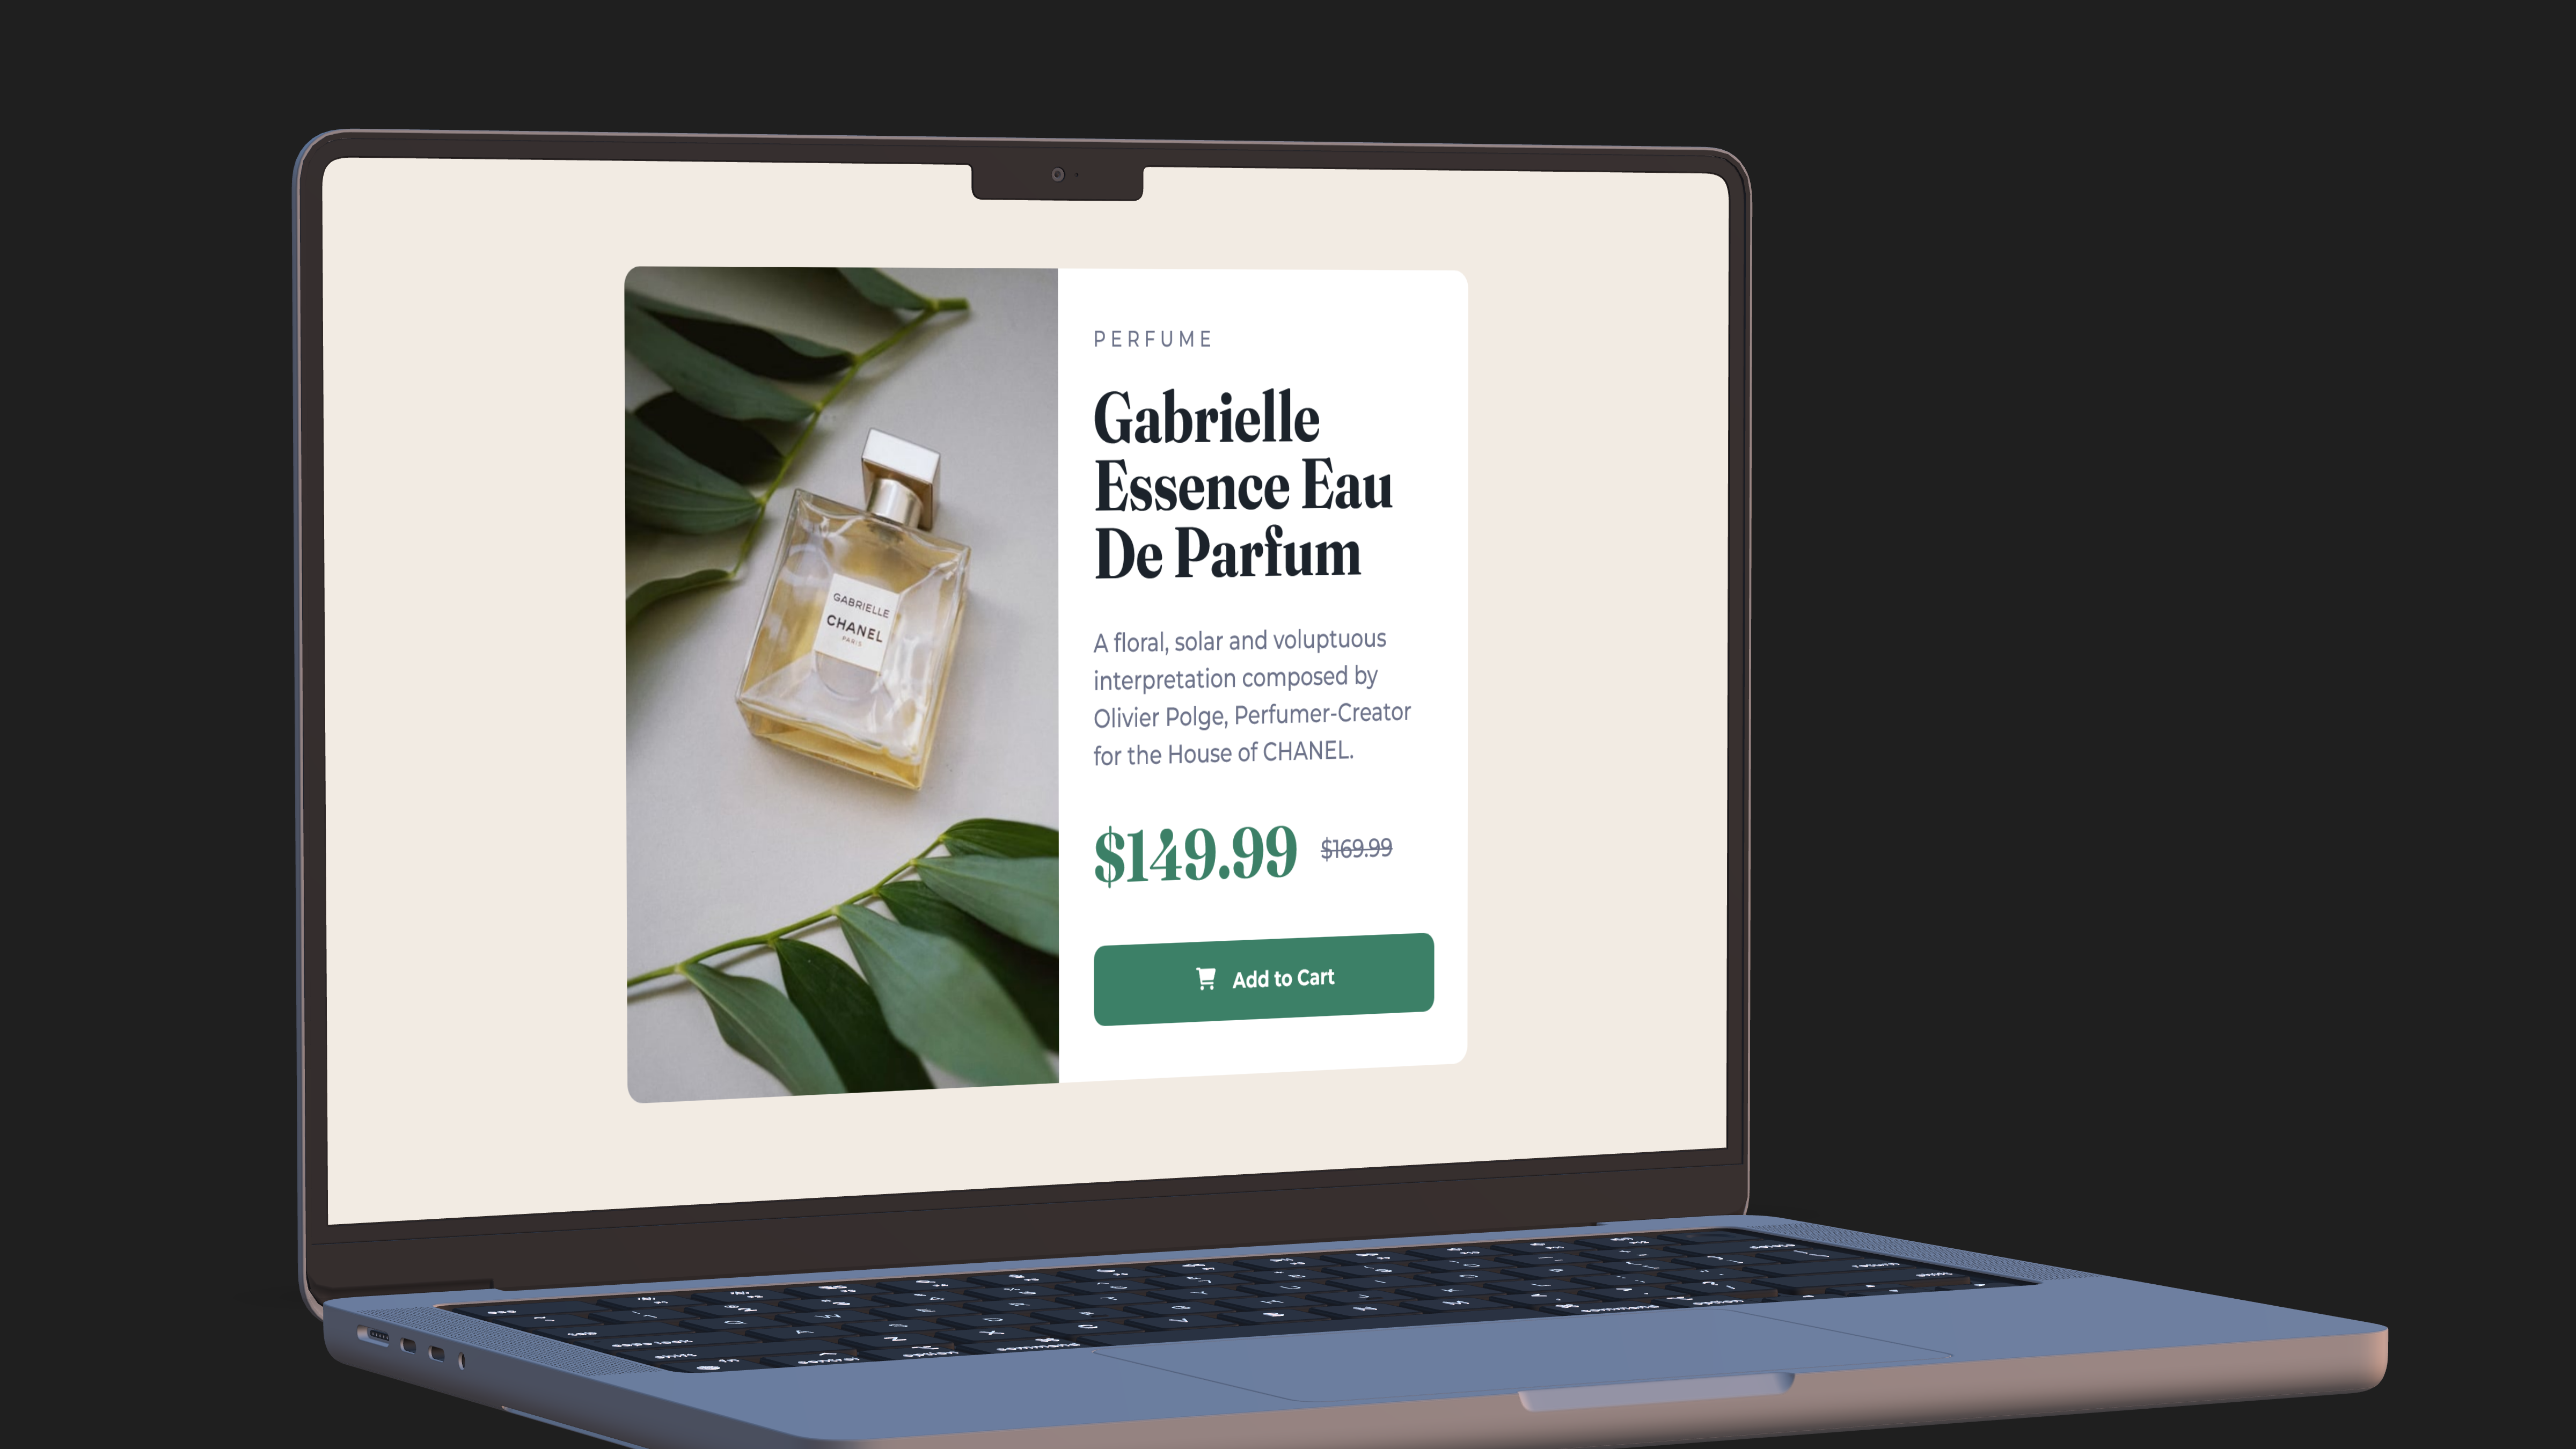 PERFUME
Gabrielle
Essence Eau
De Parfum
GABRIELLE
CHANEL
PARIS
A floral, solar and voluptuous
interpretation composed by
Olivier Polge, Perfumer-Creator
for the House of CHANEL.
$149.99 $169.99
Add to Cart